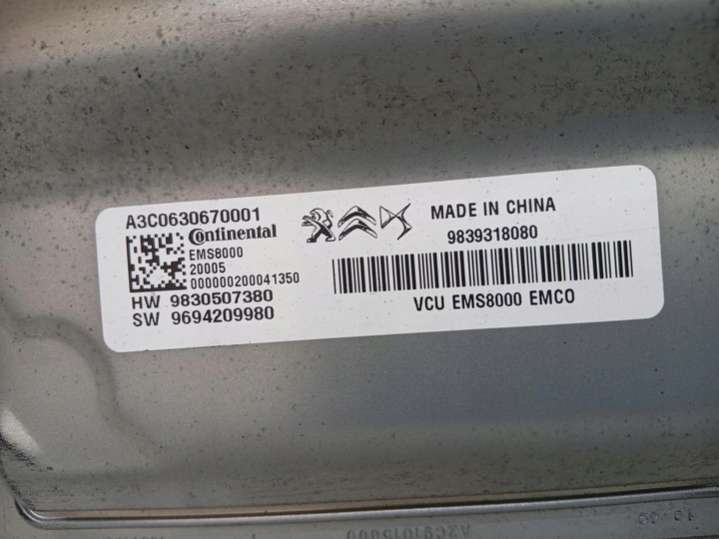 A3C0630670001
Continental
EMS8000
20005
000000200041350
HW 9830507380
SW 9694209980
MADE IN CHINA
9839318080
VCU EMS8000 EMCO